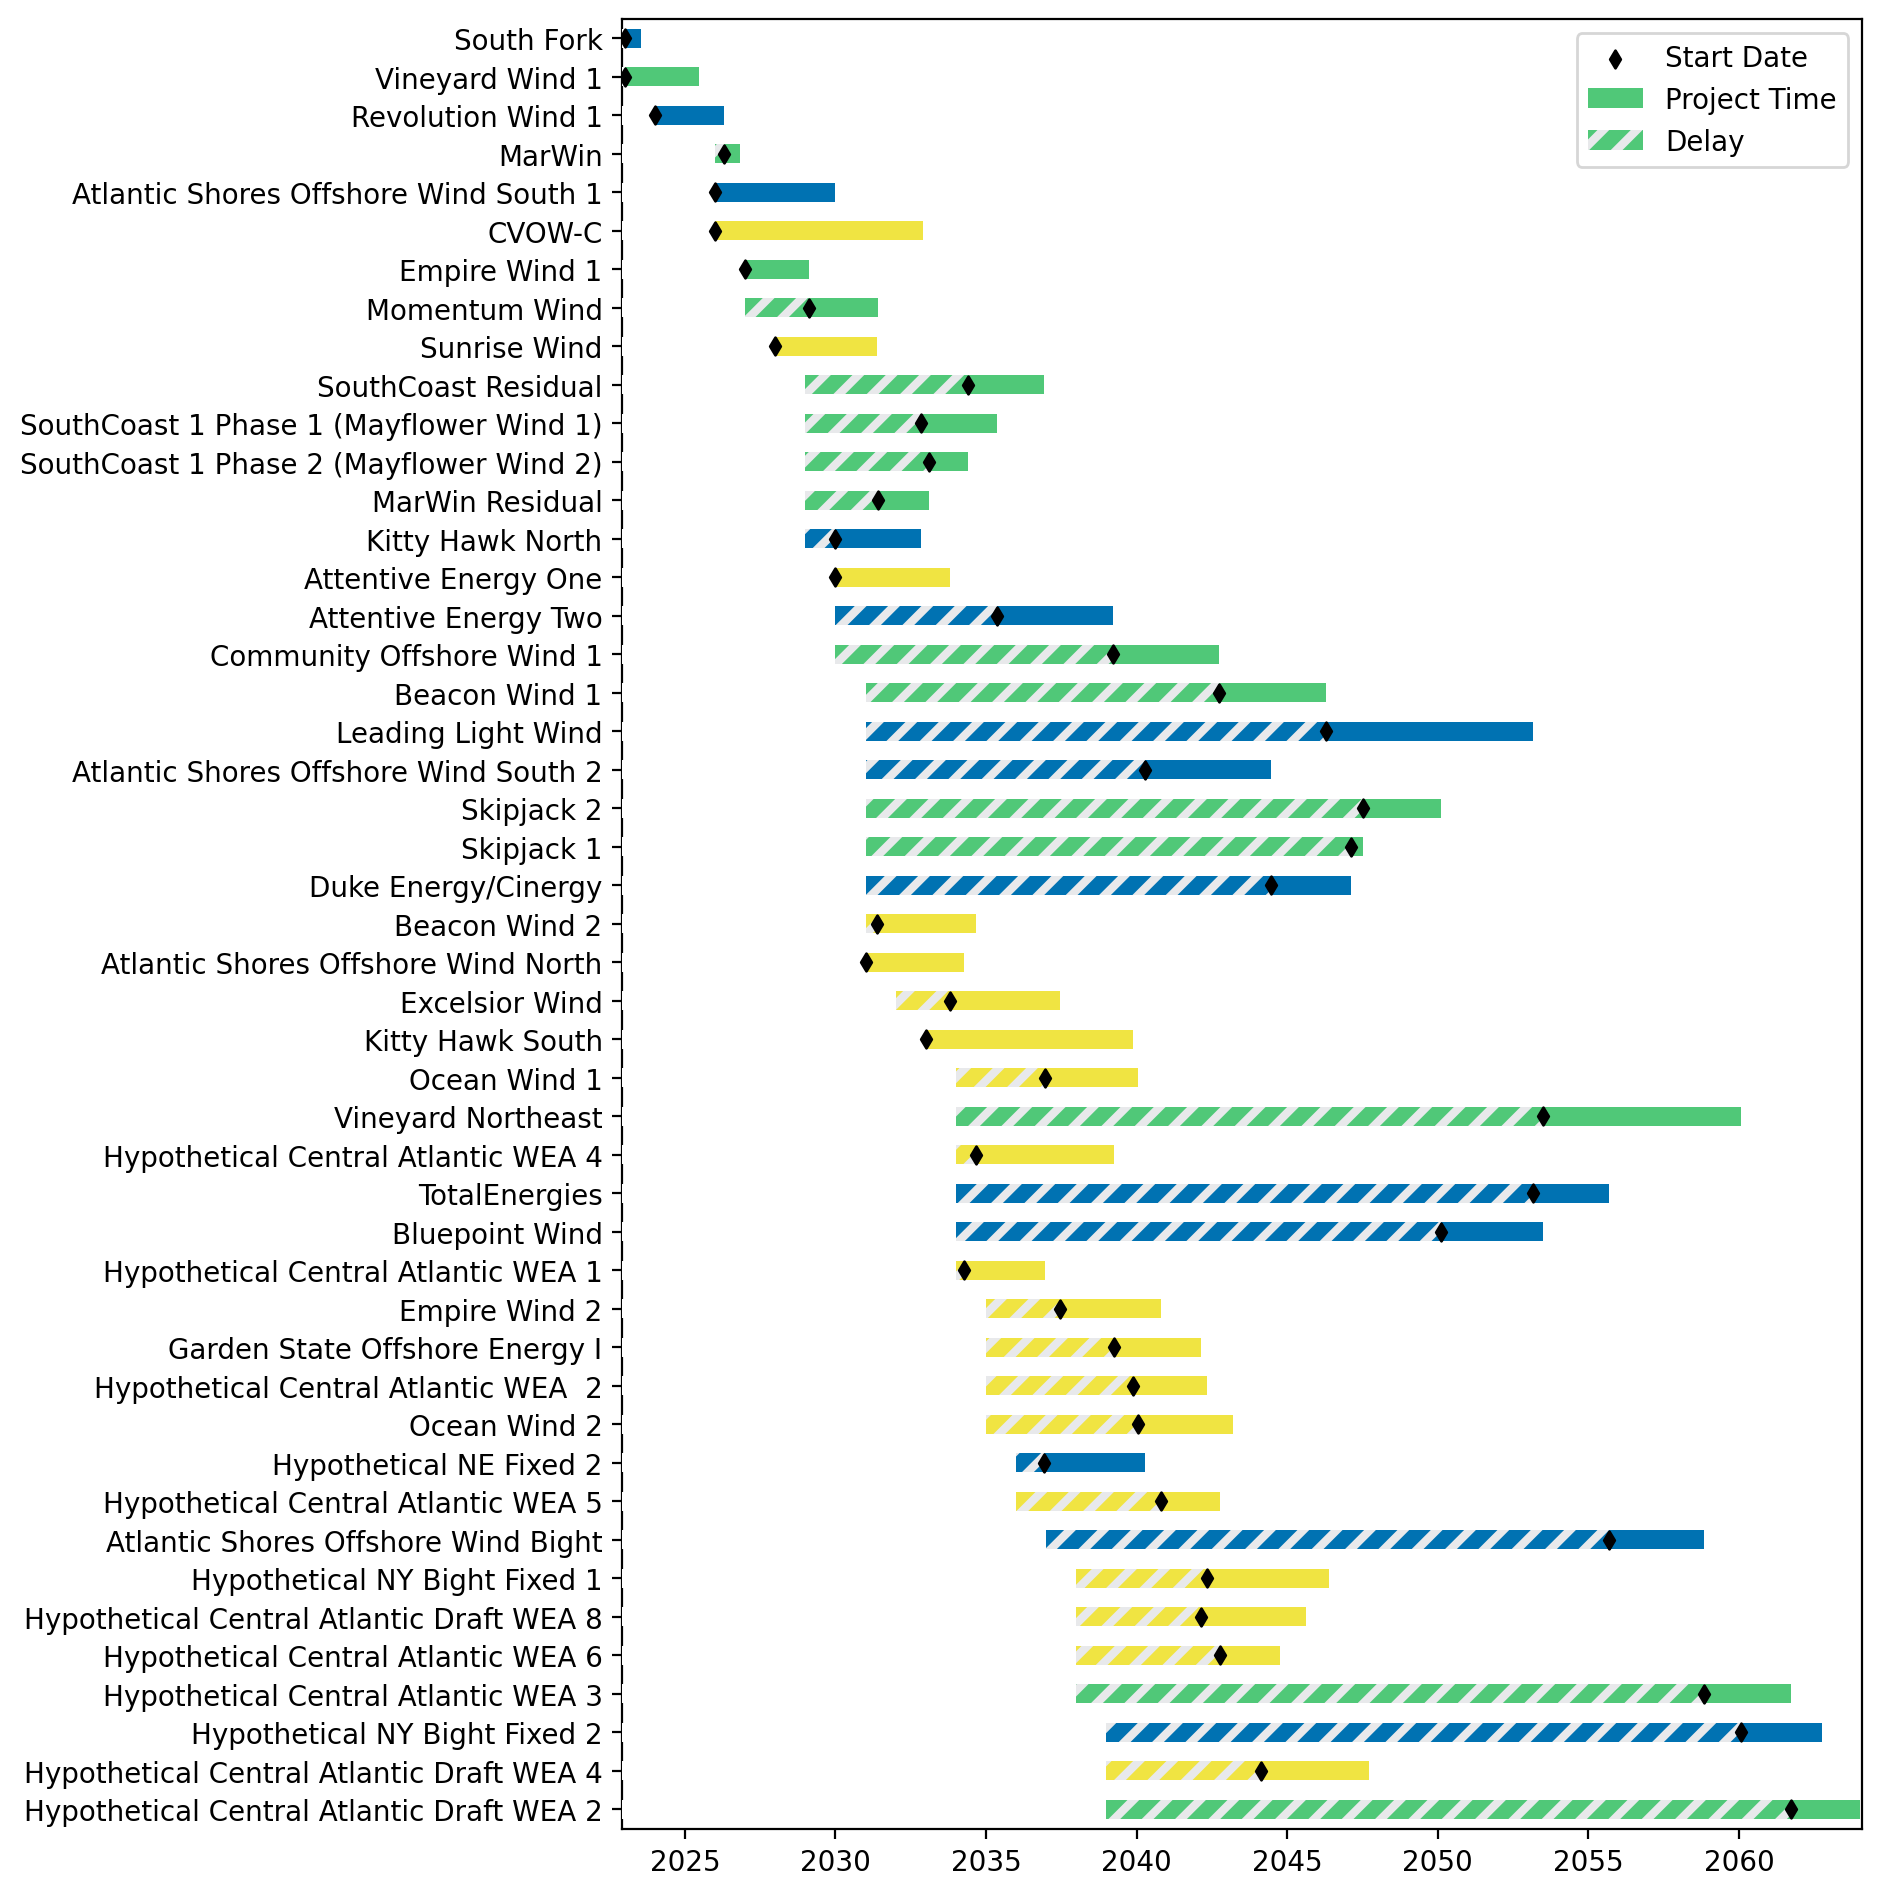 South Fork
Vineyard Wind 1
Revolution Wind 1
MarWin
Atlantic Shores Offshore Wind South 1
CVOW-C
Empire Wind 1
Momentum Wind
Sunrise Wind
SouthCoast Residual
SouthCoast 1 Phase 1 (Mayflower Wind 1)
SouthCoast 1 Phase 2 (Mayflower Wind 2)
MarWin Residual
Kitty Hawk North
Attentive Energy One
Attentive Energy Two
Community Offshore Wind 1
Beacon Wind 1
Leading Light Wind
Atlantic Shores Offshore Wind South 2
Skipjack 2
Skipjack 1
Duke Energy/Cinergy
Beacon Wind 2
Atlantic Shores Offshore Wind North
Excelsior Wind
Kitty Hawk South
Ocean Wind 1
Vineyard Northeast
Hypothetical Central Atlantic WEA 4
TotalEnergies
Bluepoint Wind
Hypothetical Central Atlantic WEA 1
Empire Wind 2
Garden State Offshore Energy I
Hypothetical Central Atlantic WEA  2
Ocean Wind 2
Hypothetical NE Fixed 2
Hypothetical Central Atlantic WEA 5
Atlantic Shores Offshore Wind Bight
Hypothetical NY Bight Fixed 1
Hypothetical Central Atlantic Draft WEA 8
Hypothetical Central Atlantic WEA 6
Hypothetical Central Atlantic WEA 3
Hypothetical NY Bight Fixed 2
Hypothetical Central Atlantic Draft WEA 4
Hypothetical Central Atlantic Draft WEA 2
Start Date
Project Time
Delay
2025 2030 2035 2040 2045 2050 2055 2060